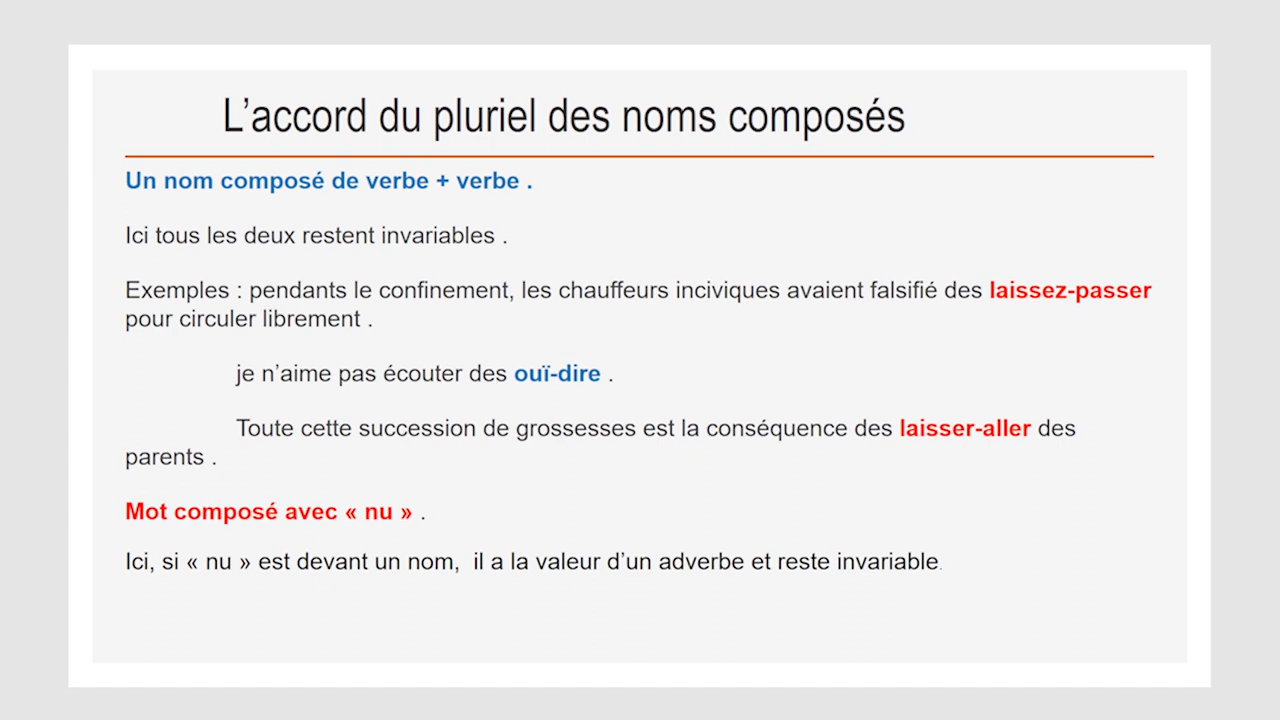 L’accord du pluriel des noms composés
Un nom composé de verbe + verbe .
Ici tous les deux restent invariables .
Exemples : pendants le confinement, les chauffeurs inciviques avaient falsifié des laissez-passer
pour circuler librement .
je n’aime pas écouter des ouï-dire .
Toute cette succession de grossesses est la conséquence des laisser-aller des
parents .
Mot composé avec « nu » .
Ici, si « nu » est devant un nom,  il a la valeur d’un adverbe et reste invariable.